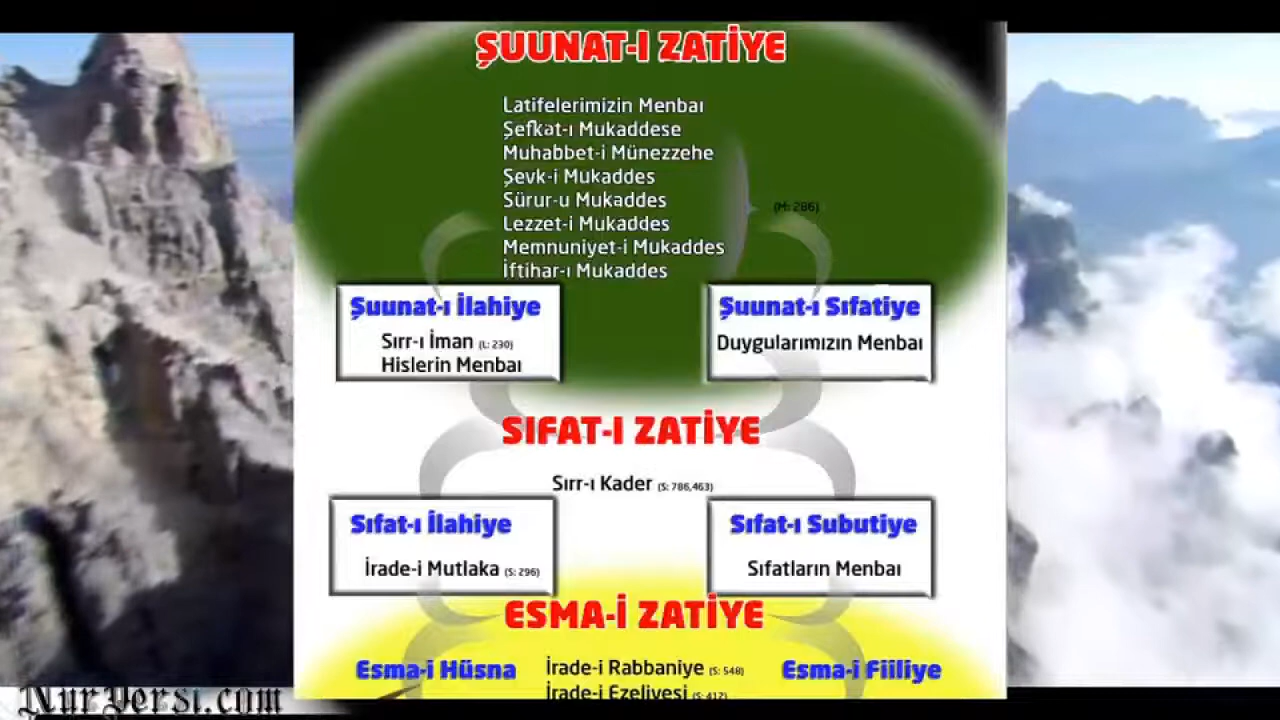 ŞUUNAT-I ZATİYE
Latifelerimizin Menbaı
Şefkat-ı Mukaddese
Muhabbet-i Münezzehe
Şevk-i Mukaddes
Sürur-u Mukaddes
Lezzet-i Mukaddes
Memnuniyet-i Mukaddes
İftihar-ı Mukaddes
(M: 286)
Şuunat-ı İlahiye
Sırr-ı İman (L: 230)
Hislerin Menbaı
Şuunat-ı Sıfatiye
Duygularımızın Menbaı
SIFAT-I ZATİYE
Sırr-ı Kader (S: 786,463)
Sıfat-ı İlahiye
İrade-i Mutlaka (S: 296)
Sıfat-ı Subutiye
Sıfatların Menbaı
ESMA-İ ZATİYE
Esma-i Hüsna
İrade-i Rabbaniye (S: 548)
İrade-i Ezeliyesi (S: 412)
Esma-i Fiiliye
NurDersi.com